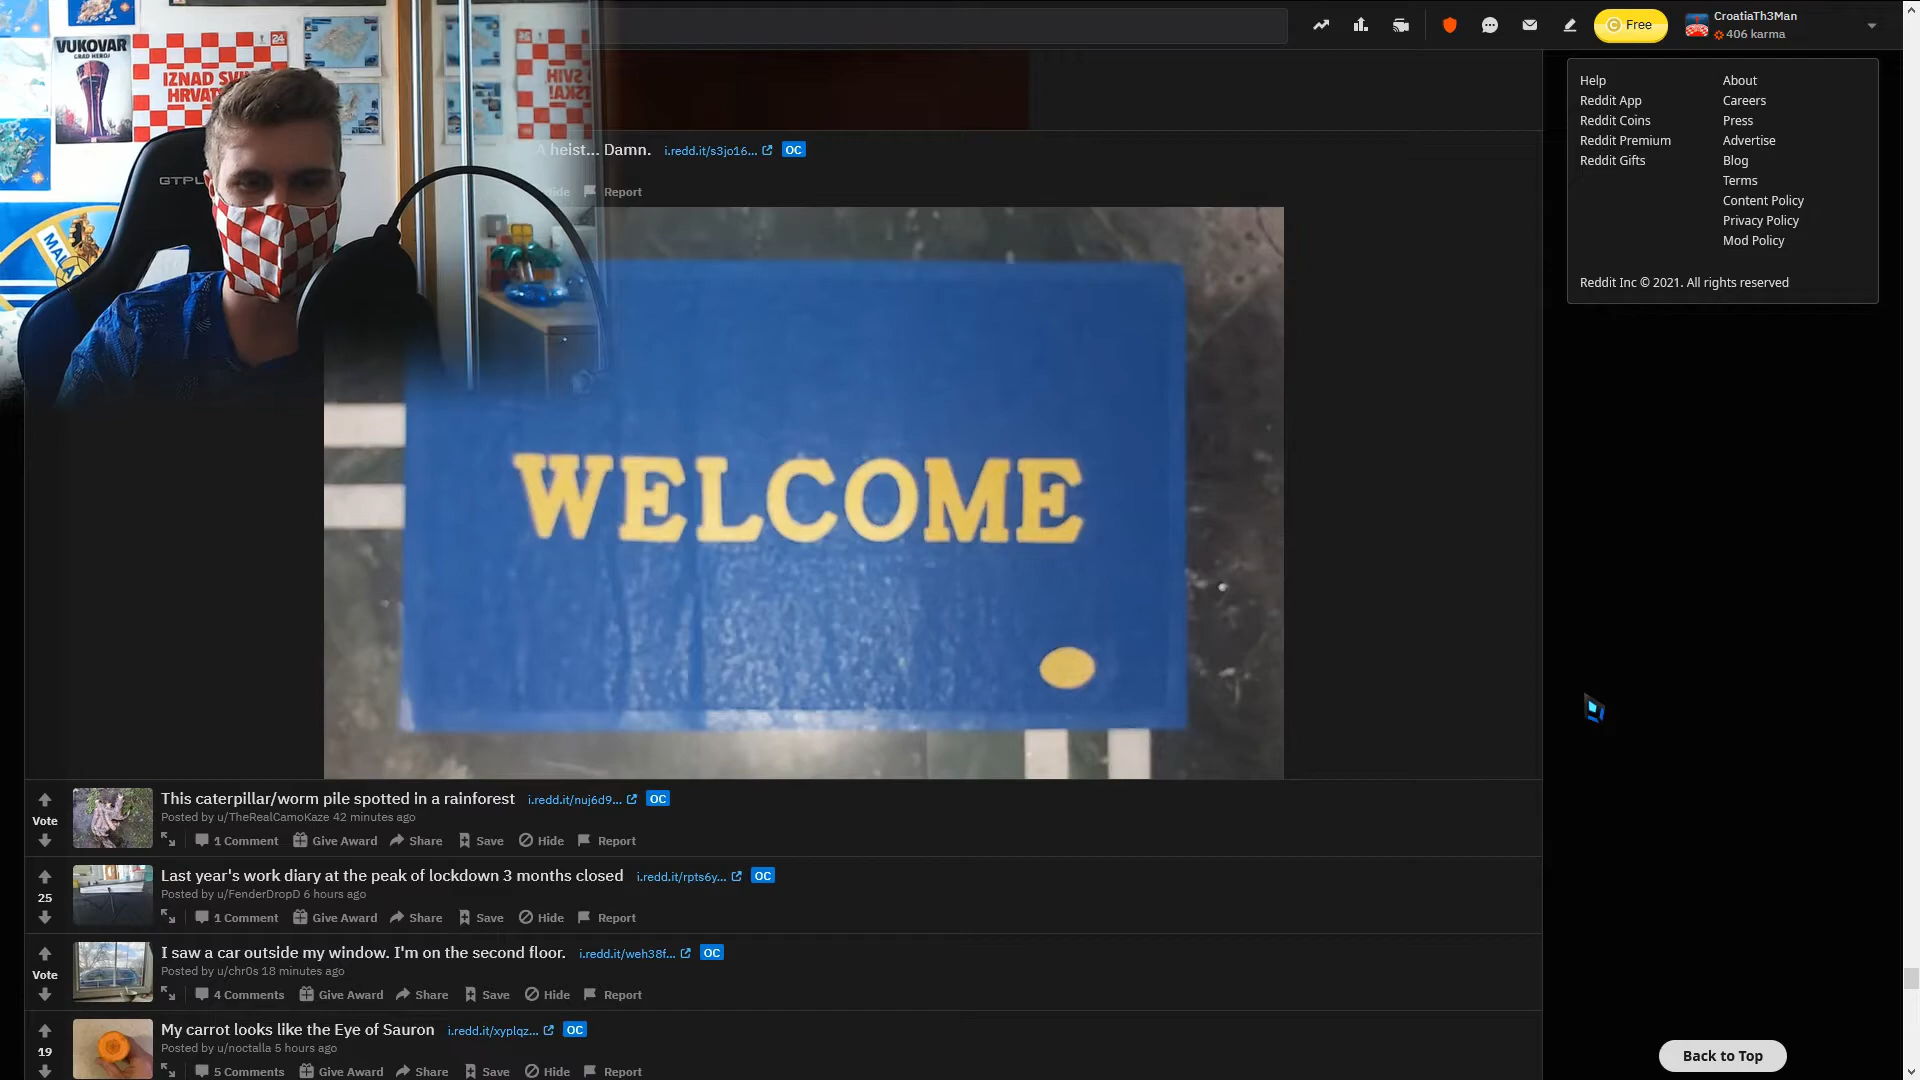 VUKOVAR
GRAD HEROJ
24
IZNAD SVIH
GTPL
MALAG
Free
CroatiaTh3Man
406 karma
A heist... Damn. i.redd.it/s3jo16... OC
Hide Report
WELCOME
Help
Reddit App
Reddit Coins
Reddit Premium
Reddit Gifts
About
Careers
Press
Advertise
Blog
Terms
Content Policy
Privacy Policy
Mod Policy
Reddit Inc © 2021. All rights reserved
Vote
This caterpillar/worm pile spotted in a rainforest i.redd.it/nuj6d9... OC
Posted by u/TheRealCamoKaze 42 minutes ago
1 Comment Give Award Share Save Hide Report
25
Last year's work diary at the peak of lockdown 3 months closed i.redd.it/rpts6y... OC
Posted by u/FenderDropD 6 hours ago
1 Comment Give Award Share Save Hide Report
Vote
I saw a car outside my window. I'm on the second floor. i.redd.it/weh38f... OC
Posted by u/chr0s 18 minutes ago
4 Comments Give Award Share Save Hide Report
19
My carrot looks like the Eye of Sauron i.redd.it/xyplqz... OC
Posted by u/noctalla 5 hours ago
5 Comments Give Award Share Save Hide Report
Back to Top